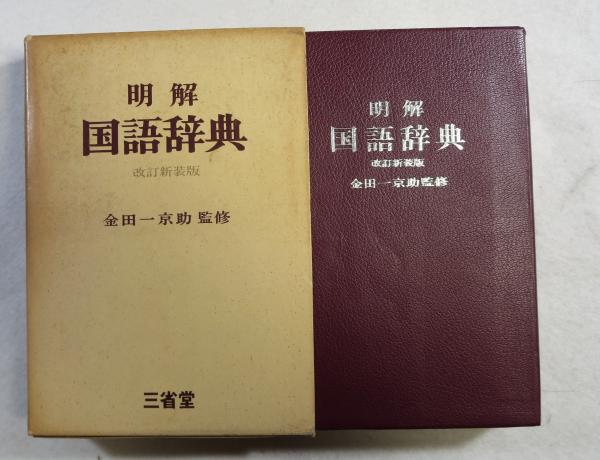 明解
国語辞典
改訂新装版
金田一京助 監修
三省堂
明解
国語辞典
改訂新装版
金田一京助監修